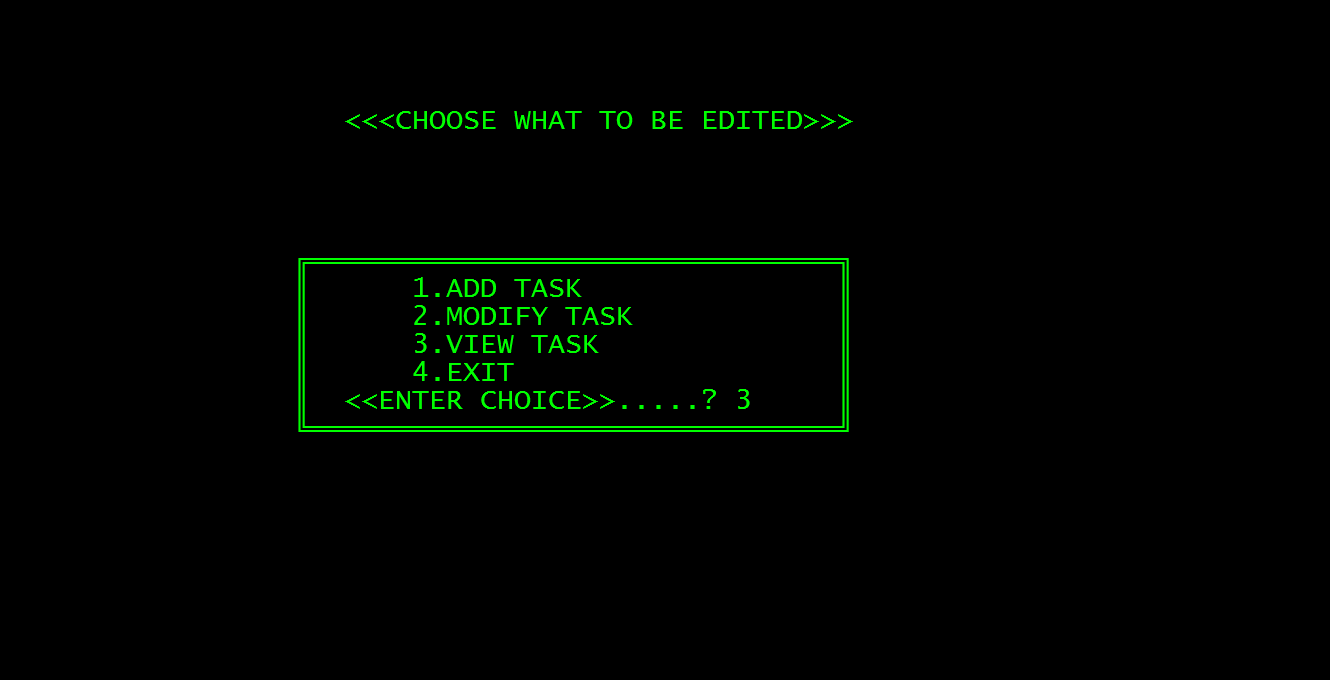 <<<CHOOSE WHAT TO BE EDITED>>>
1.ADD TASK
2.MODIFY TASK
3.VIEW TASK
4.EXIT
<<ENTER CHOICE>>.....? 3